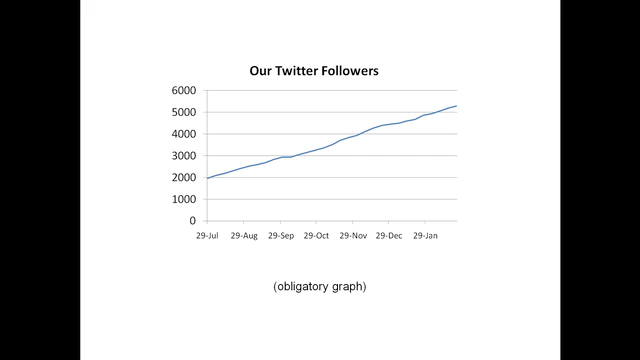 Our Twitter Followers
6000
5000
4000
3000
2000
1000
0
29-Jul 29-Aug 29-Sep 29-Oct 29-Nov 29-Dec 29-Jan
(obligatory graph)